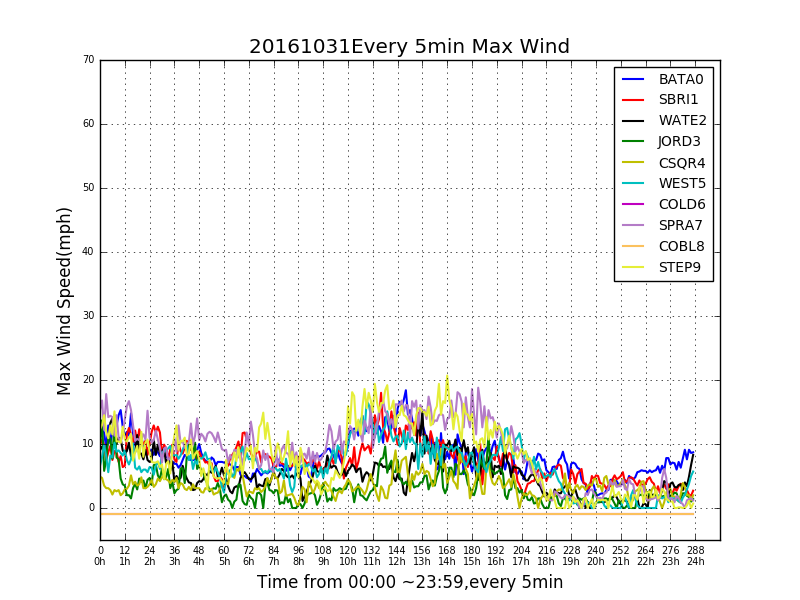 20161031Every 5min Max Wind
Max Wind Speed(mph)
70
60
50
40
30
20
10
0
BATA0
SBRI1
WATE2
JORD3
CSQR4
WEST5
COLD6
SPRA7
COBL8
STEP9
0 12 24 36 48 60 72 84 96 108 120 132 144 156 168 180 192 204 216 228 240 252 264 276 288
0h 1h 2h 3h 4h 5h 6h 7h 8h 9h 10h 11h 12h 13h 14h 15h 16h 17h 18h 19h 20h 21h 22h 23h 24h
Time from 00:00 ~23:59,every 5min